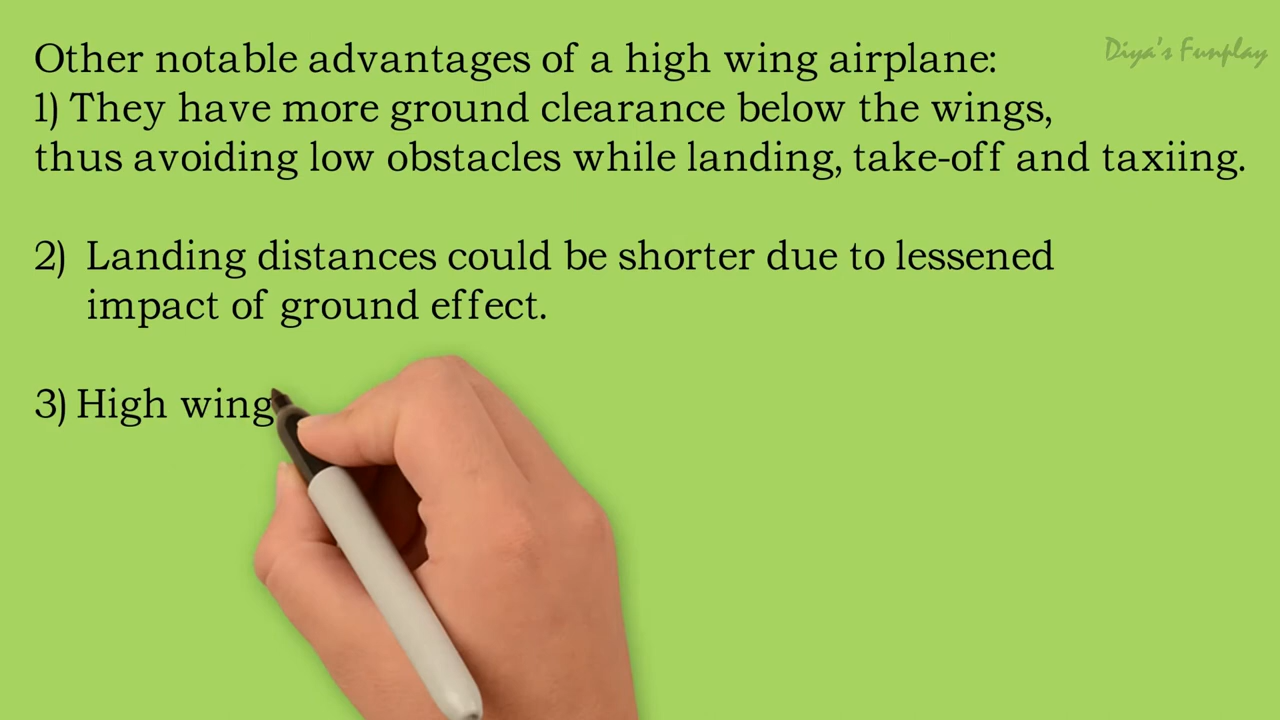 Other notable advantages of a high wing airplane:
Diya's Funplay
1) They have more ground clearance below the wings,
thus avoiding low obstacles while landing, take-off and taxiing.
2) Landing distances could be shorter due to lessened
impact of ground effect.
3) High wing